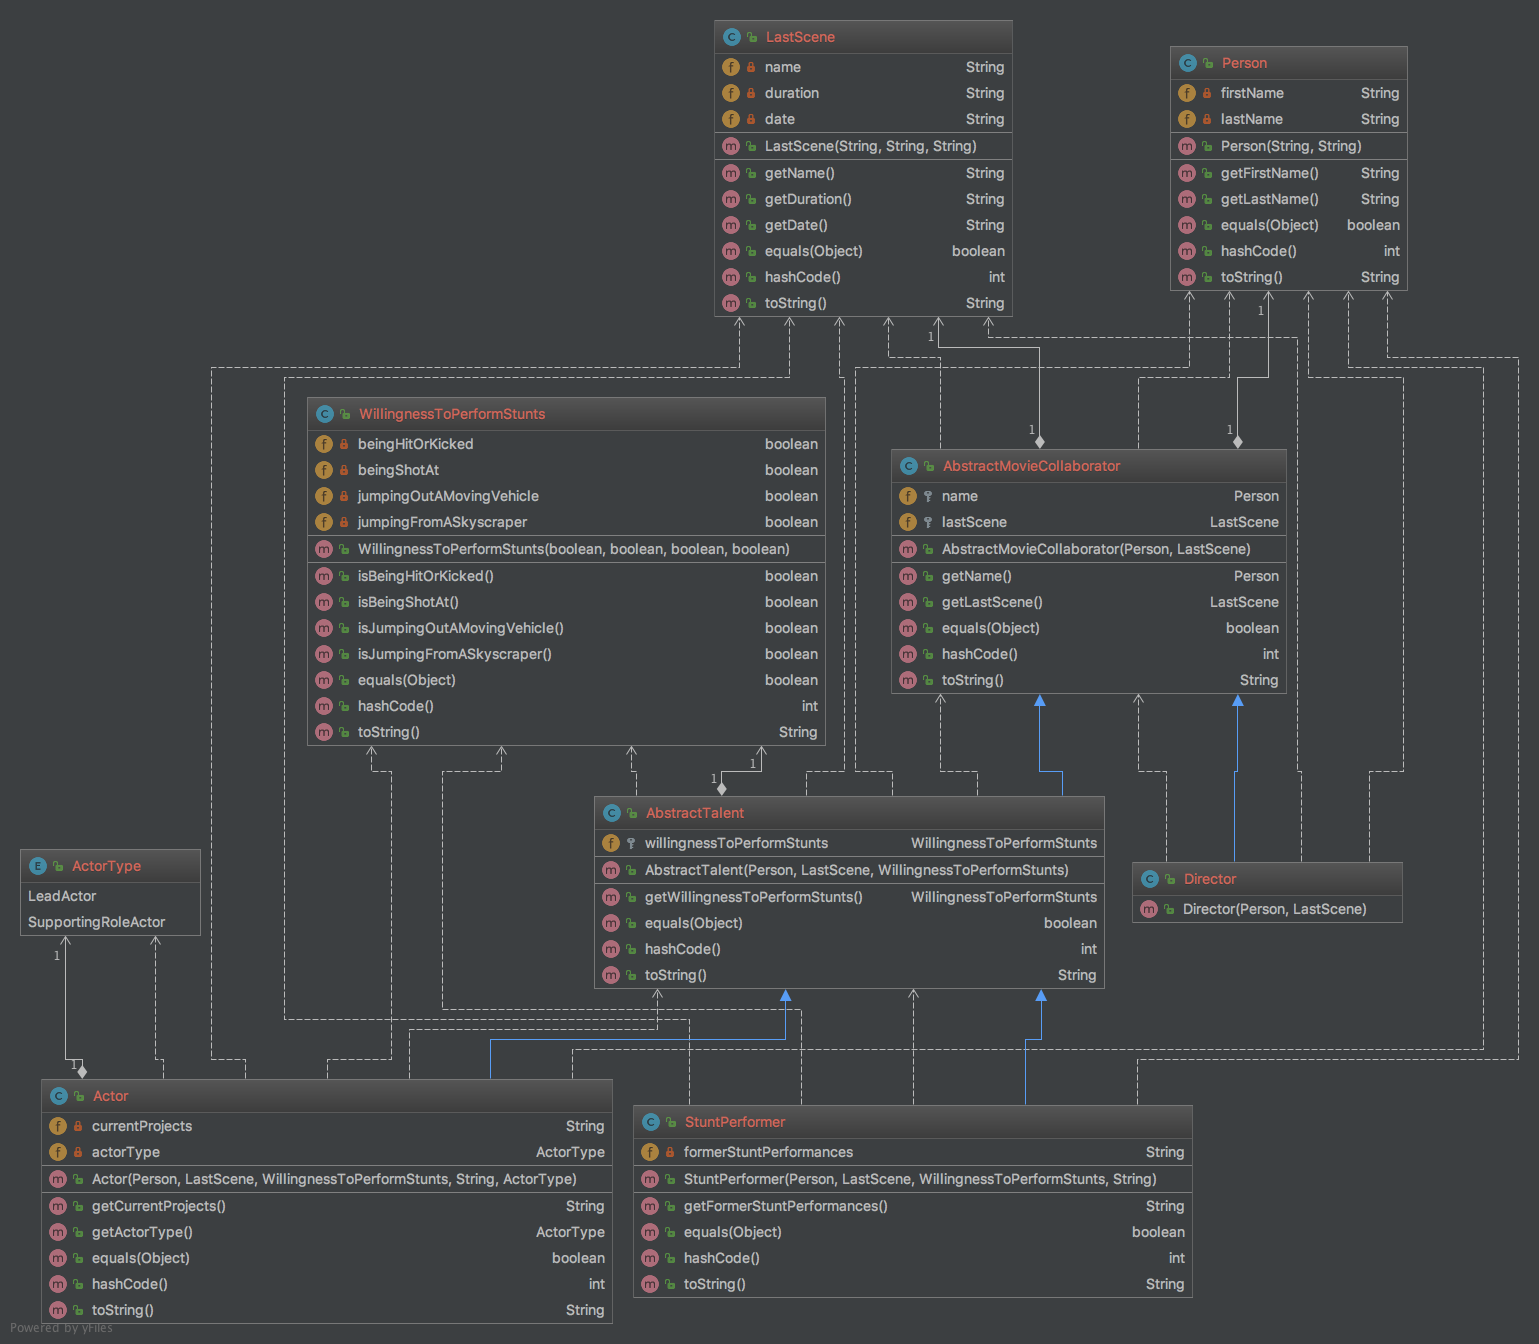 LastScene
name String
duration String
date String
LastScene(String, String, String)
getName() String
getDuration() String
getDate() String
equals(Object) boolean
hashCode() int
toString() String
1
Person
firstName String
lastName String
Person(String, String)
getFirstName() String
getLastName() String
equals(Object) boolean
hashCode() int
toString() String
1
WillingnessToPerformStunts
beingHitOrKicked boolean
beingShotAt boolean
jumpingOutAMovingVehicle boolean
jumpingFromASkyscraper boolean
WillingnessToPerformStunts(boolean, boolean, boolean, boolean)
isBeingHitOrKicked() boolean
isBeingShotAt() boolean
isJumpingOutAMovingVehicle() boolean
isJumpingFromASkyscraper() boolean
equals(Object) boolean
hashCode() int
toString() String
1
1
1
1
AbstractMovieCollaborator
name Person
lastScene LastScene
AbstractMovieCollaborator(Person, LastScene)
getName() Person
getLastScene() LastScene
equals(Object) boolean
hashCode() int
toString() String
AbstractTalent
willingnessToPerformStunts WillingnessToPerformStunts
AbstractTalent(Person, LastScene, WillingnessToPerformStunts)
getWillingnessToPerformStunts() WillingnessToPerformStunts
equals(Object) boolean
hashCode() int
toString() String
Director
Director(Person, LastScene)
ActorType
LeadActor
SupportingRoleActor
1
1
Actor
currentProjects String
actorType ActorType
Actor(Person, LastScene, WillingnessToPerformStunts, String, ActorType)
getCurrentProjects() String
getActorType() ActorType
equals(Object) boolean
hashCode() int
toString() String
StuntPerformer
formerStuntPerformances String
StuntPerformer(Person, LastScene, WillingnessToPerformStunts, String)
getFormerStuntPerformances() String
equals(Object) boolean
hashCode() int
toString() String
Powered by yFiles